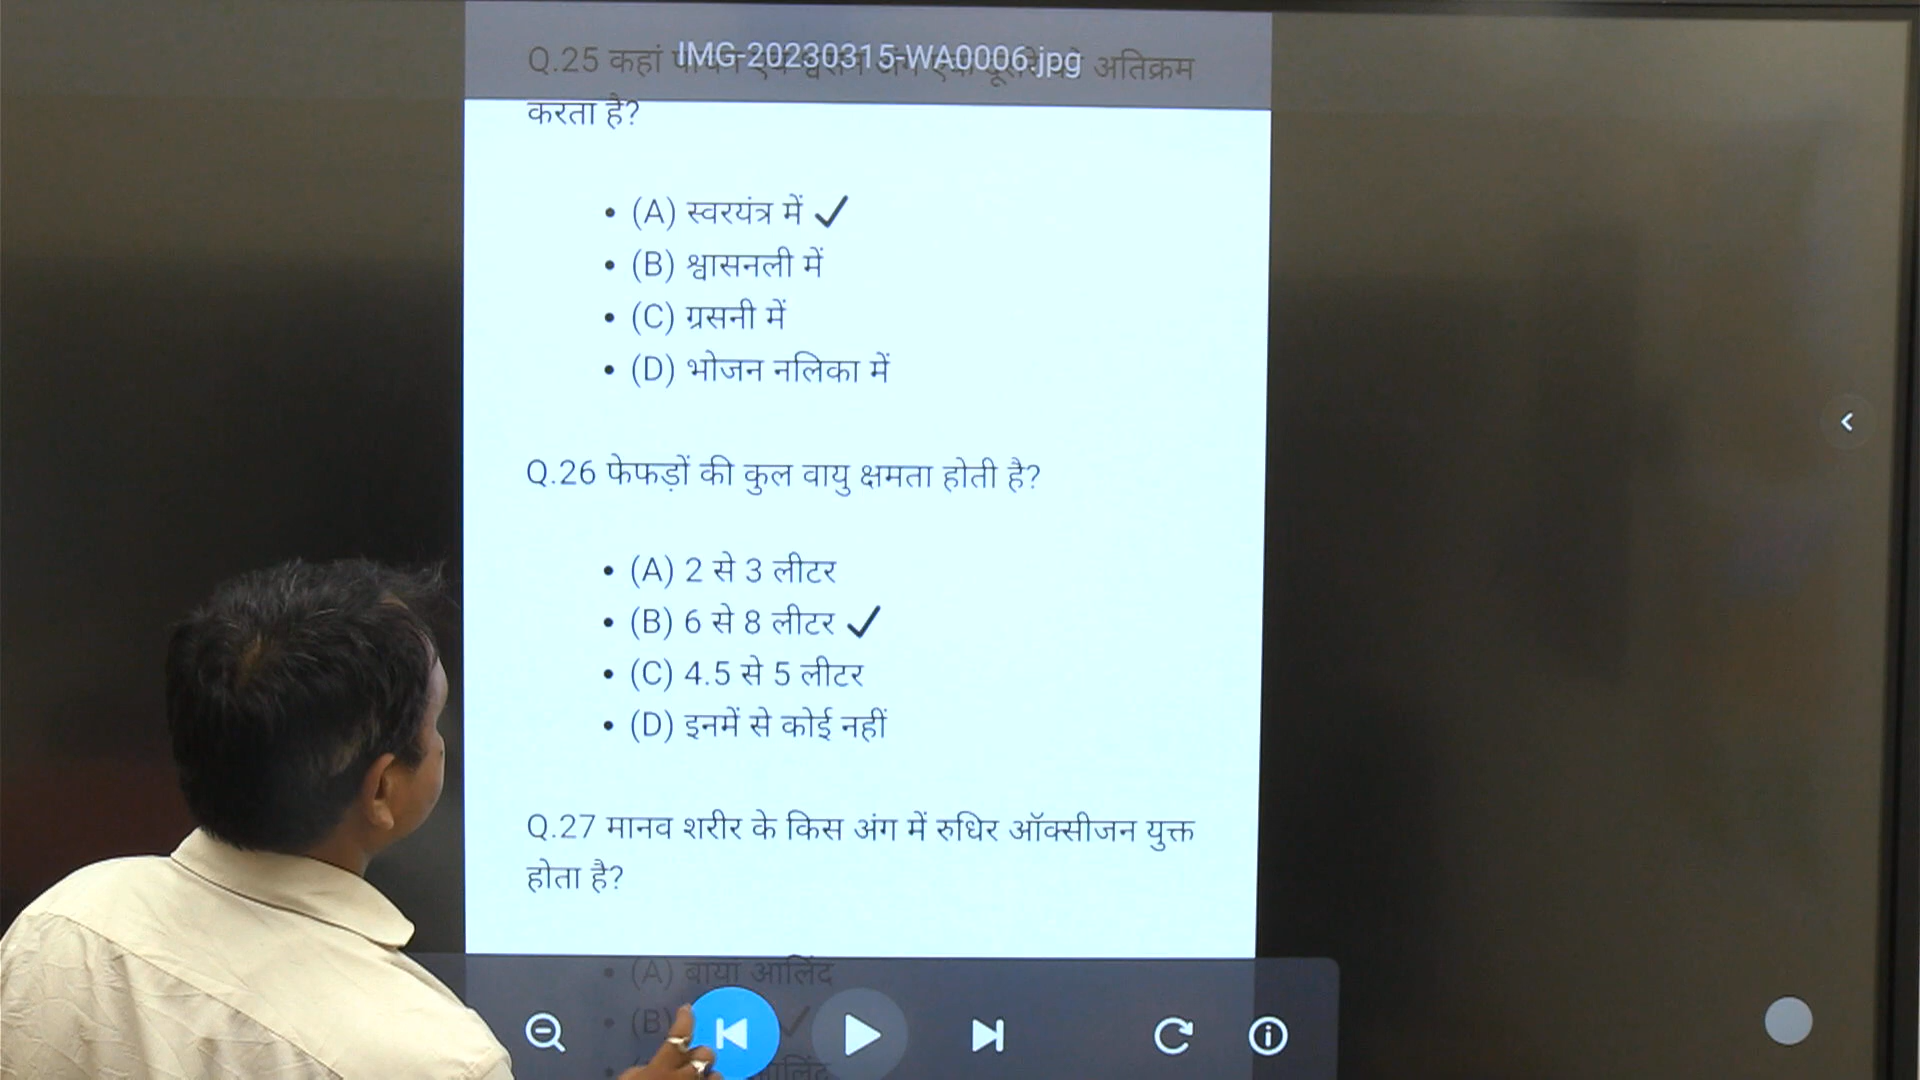 IMG-20230315-WA0006.jpg
Q.25 कहां अतिक्रम
करता है?
• (A) स्वरयंत्र में ✓
• (B) श्वासनली में
• (C) ग्रसनी में
• (D) भोजन नलिका में
Q.26 फेफड़ों की कुल वायु क्षमता होती है?
• (A) 2 से 3 लीटर
• (B) 6 से 8 लीटर ✓
• (C) 4.5 से 5 लीटर
• (D) इनमें से कोई नहीं
Q.27 मानव शरीर के किस अंग में रुधिर ऑक्सीजन युक्त
होता है?
• (A) बाया आलिंद
• (B) ✓